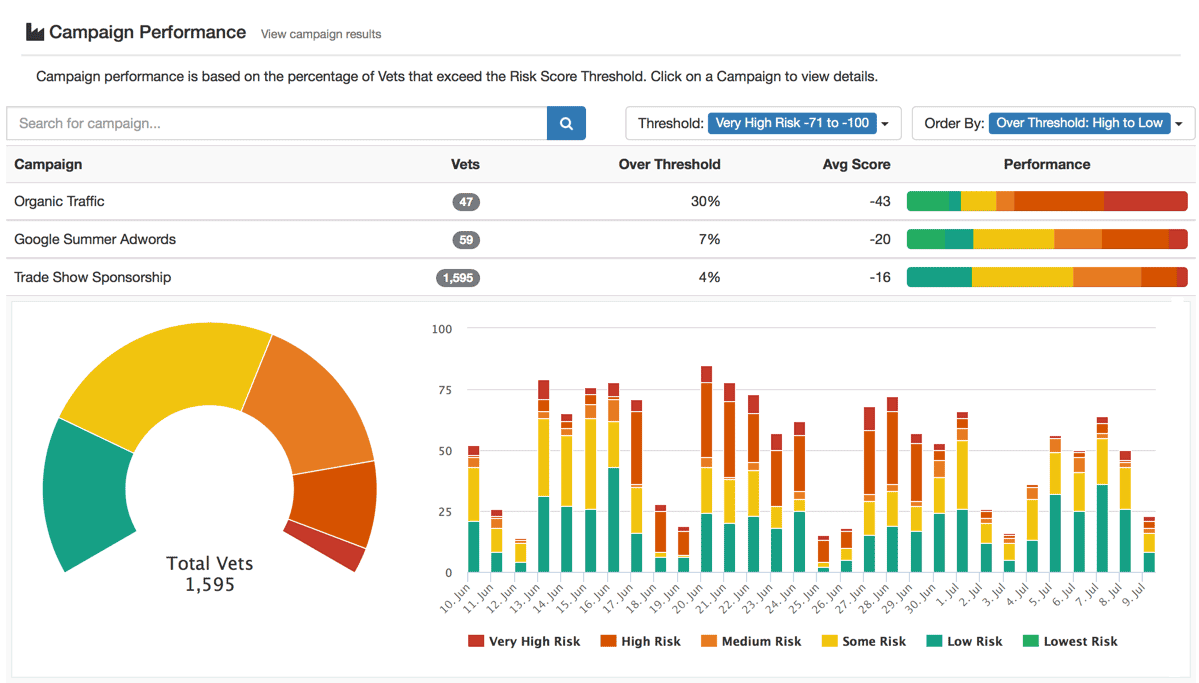 Campaign Performance View campaign results
Campaign performance is based on the percentage of Vets that exceed the Risk Score Threshold. Click on a Campaign to view details.
Search for campaign... Threshold: Very High Risk -71 to -100 Order By: Over Threshold: High to Low
Campaign Vets Over Threshold Avg Score Performance
Organic Traffic 47 30% -43
Google Summer Adwords 59 7% -20
Trade Show Sponsorship 1,595 4% -16
100
75
50
25
0
Total Vets
1,595
10. Jun 11. Jun 12. Jun 13. Jun 14. Jun 15. Jun 16. Jun 17. Jun 18. Jun 19. Jun 20. Jun 21. Jun 22. Jun 23. Jun 24. Jun 25. Jun 26. Jun 27. Jun 28. Jun 29. Jun 30. Jun 1. Jul 2. Jul 3. Jul 4. Jul 5. Jul 6. Jul 7. Jul 8. Jul 9. Jul
Very High Risk High Risk Medium Risk Some Risk Low Risk Lowest Risk